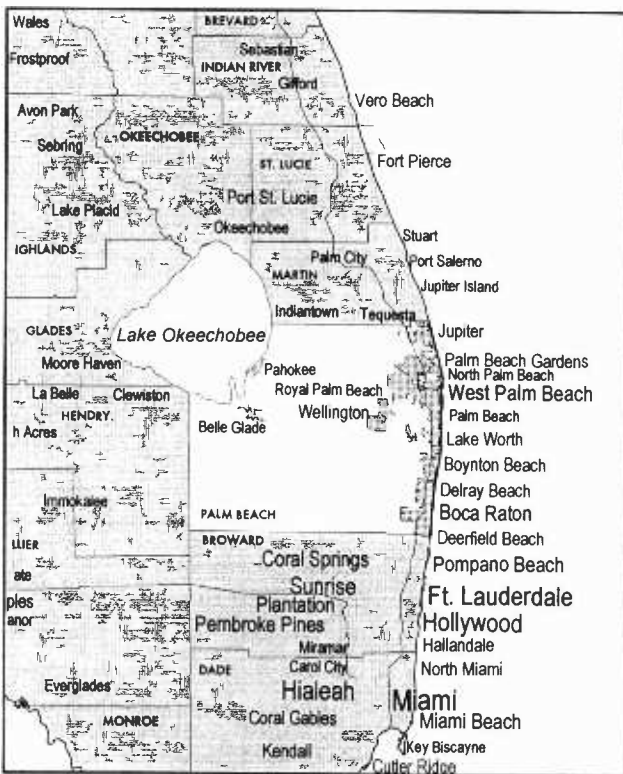 Wales
BREVARD
Sebastian
Frostproof
INDIAN RIVER
Gifford
Vero Beach
Avon Park
OKEECHOBEE
Sebring
ST. LUCIE
Fort Pierce
Lake Placid
Port St. Lucie
Okeechobee
IGHLANDS
Stuart
Palm City
Port Salerno
MARTIN
Jupiter Island
Indiantown
Tequesta
GLADES
Lake Okeechobee
Jupiter
Moore Haven
Pahokee
Palm Beach Gardens
North Palm Beach
Royal Palm Beach
West Palm Beach
La Belle
Clewiston
HENDRY
Wellington
Palm Beach
h Acres
Belle Glade
Lake Worth
Boynton Beach
Delray Beach
Immokalee
PALM BEACH
Boca Raton
BROWARD
Deerfield Beach
LLIER
Coral Springs
Pompano Beach
ate
Sunrise
ples
Plantation
Ft. Lauderdale
anor
Pembroke Pines
Hollywood
Miramar
Hallandale
DADE
Carol City
North Miami
Everglades
Hialeah
Miami
MONROE
Coral Gables
Miami Beach
Kendall
Key Biscayne
Cutler Ridge